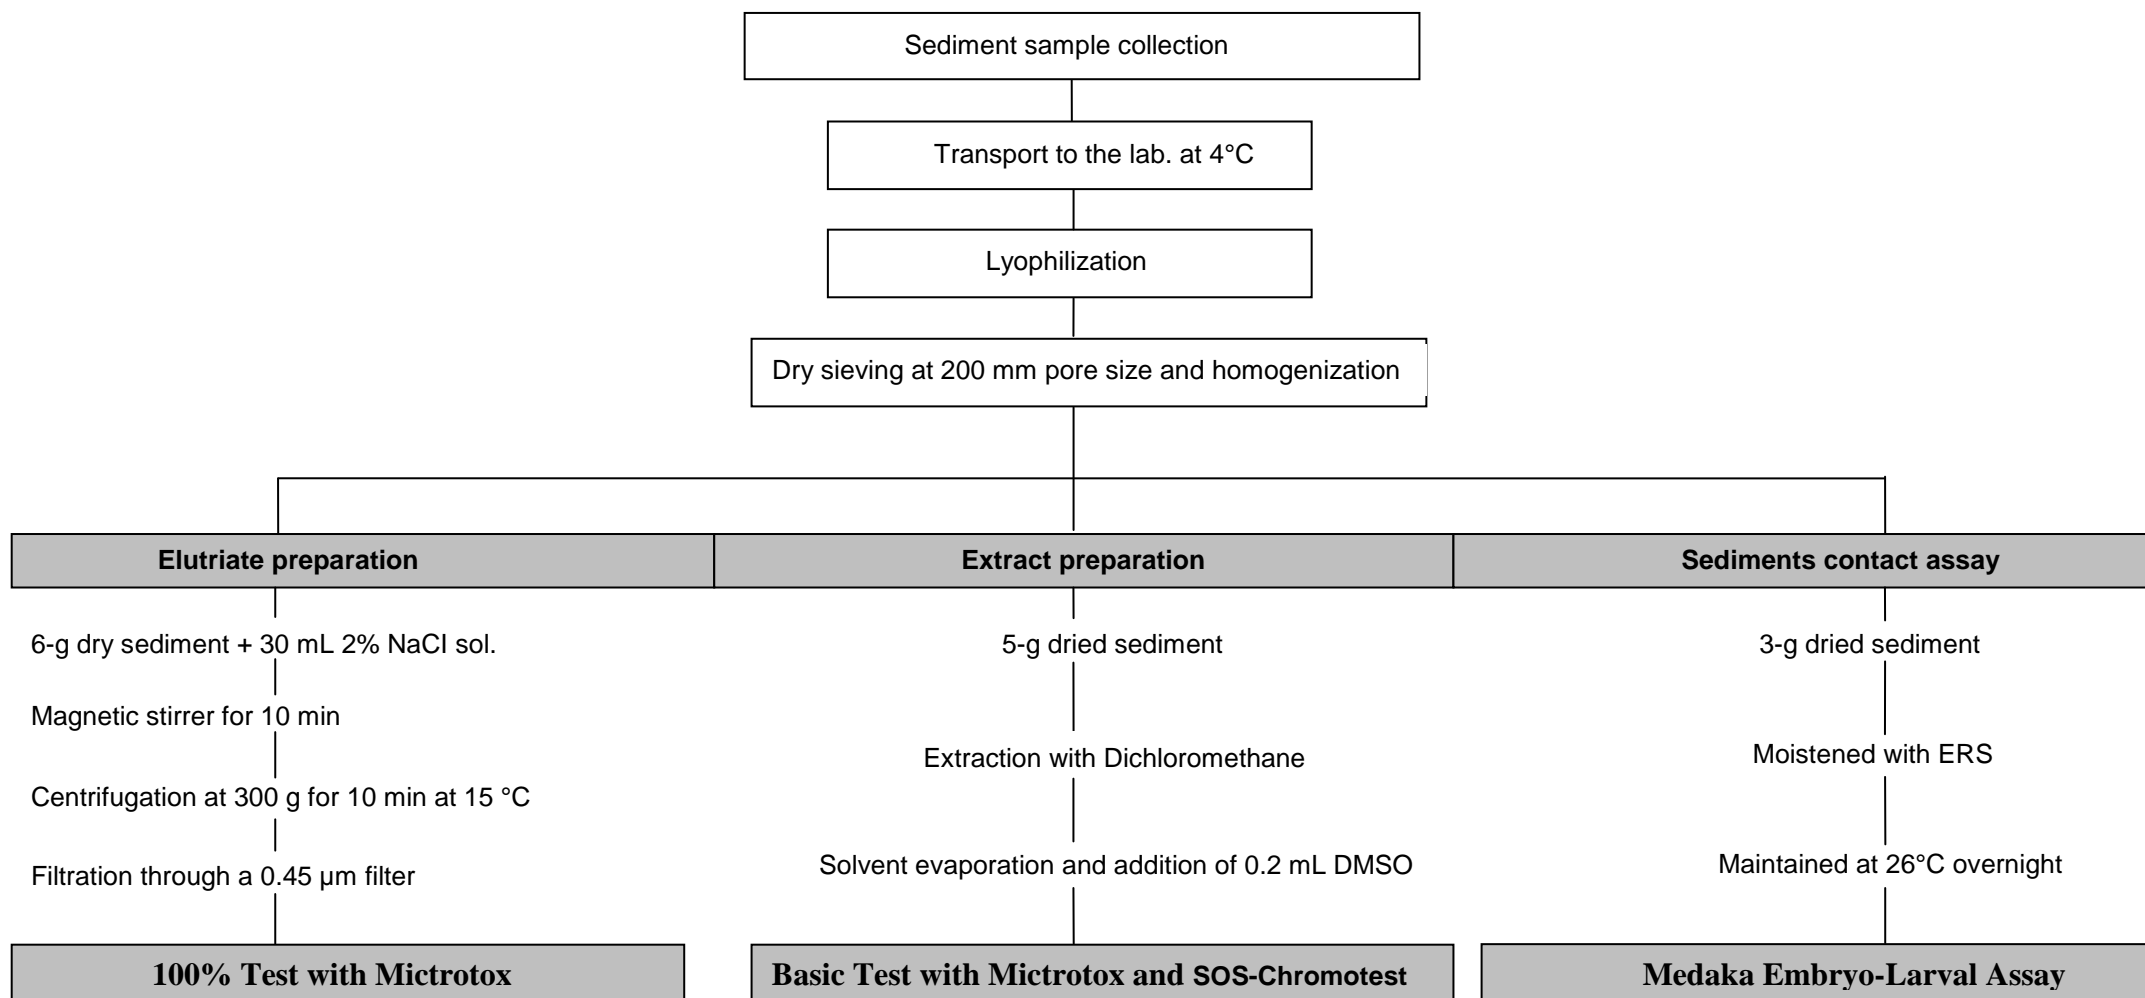 Sediment sample collection
Transport to the lab. at 4°C
Lyophilization
Dry sieving at 200 mm pore size and homogenization
Elutriate preparation
Extract preparation
Sediments contact assay
6-g dry sediment + 30 mL 2% NaCI sol.
5-g dried sediment
3-g dried sediment
Magnetic stirrer for 10 min
Extraction with Dichloromethane
Moistened with ERS
Centrifugation at 300 g for 10 min at 15 °C
Filtration through a 0.45 µm filter
Solvent evaporation and addition of 0.2 mL DMSO
Maintained at 26°C overnight
100% Test with Mictrotox
Basic Test with Mictrotox and SOS-Chromotest
Medaka Embryo-Larval Assay